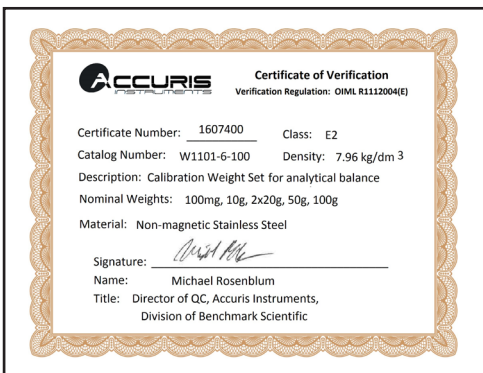 ACCURIS
INSTRUMENTS
Certificate of Verification
Verification Regulation: OIML R1112004(E)
Certificate Number: 1607400 Class: E2
Catalog Number: W1101-6-100 Density: 7.96 kg/dm 3
Description: Calibration Weight Set for analytical balance
Nominal Weights: 100mg, 10g, 2x20g, 50g, 100g
Material: Non-magnetic Stainless Steel
Signature:
Name: Michael Rosenblum
Title: Director of QC, Accuris Instruments,
Division of Benchmark Scientific